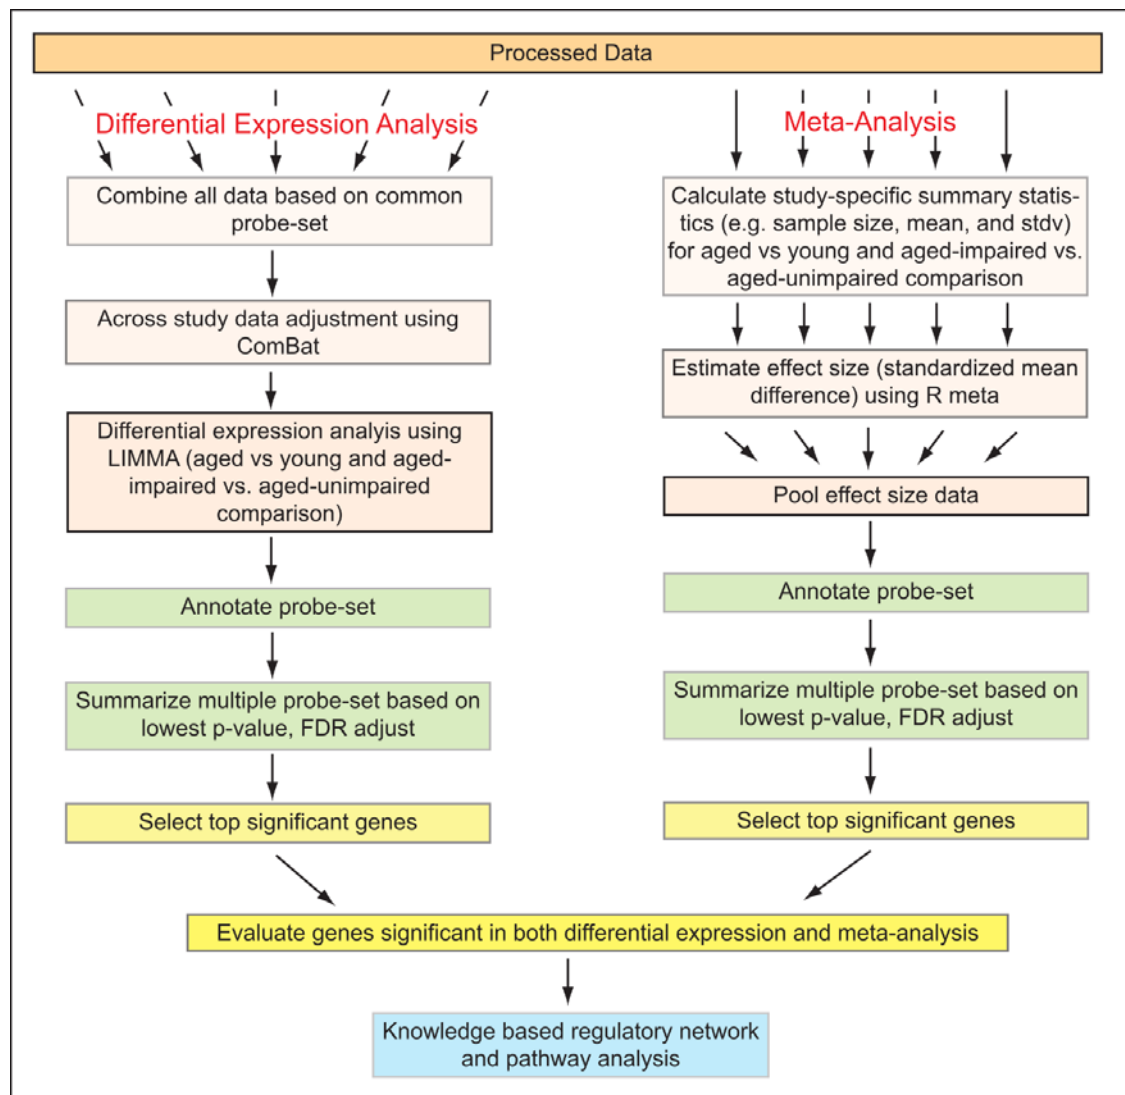 Processed Data
Differential Expression Analysis
Combine all data based on common
probe-set
Across study data adjustment using
ComBat
Differential expression analyis using
LIMMA (aged vs young and aged-
impaired vs. aged-unimpaired
comparison)
Annotate probe-set
Summarize multiple probe-set based on
lowest p-value, FDR adjust
Select top significant genes
Meta-Analysis
Calculate study-specific summary statis-
tics (e.g. sample size, mean, and stdv)
for aged vs young and aged-impaired vs.
aged-unimpaired comparison
Estimate effect size (standardized mean
difference) using R meta
Pool effect size data
Annotate probe-set
Summarize multiple probe-set based on
lowest p-value, FDR adjust
Select top significant genes
Evaluate genes significant in both differential expression and meta-analysis
Knowledge based regulatory network
and pathway analysis